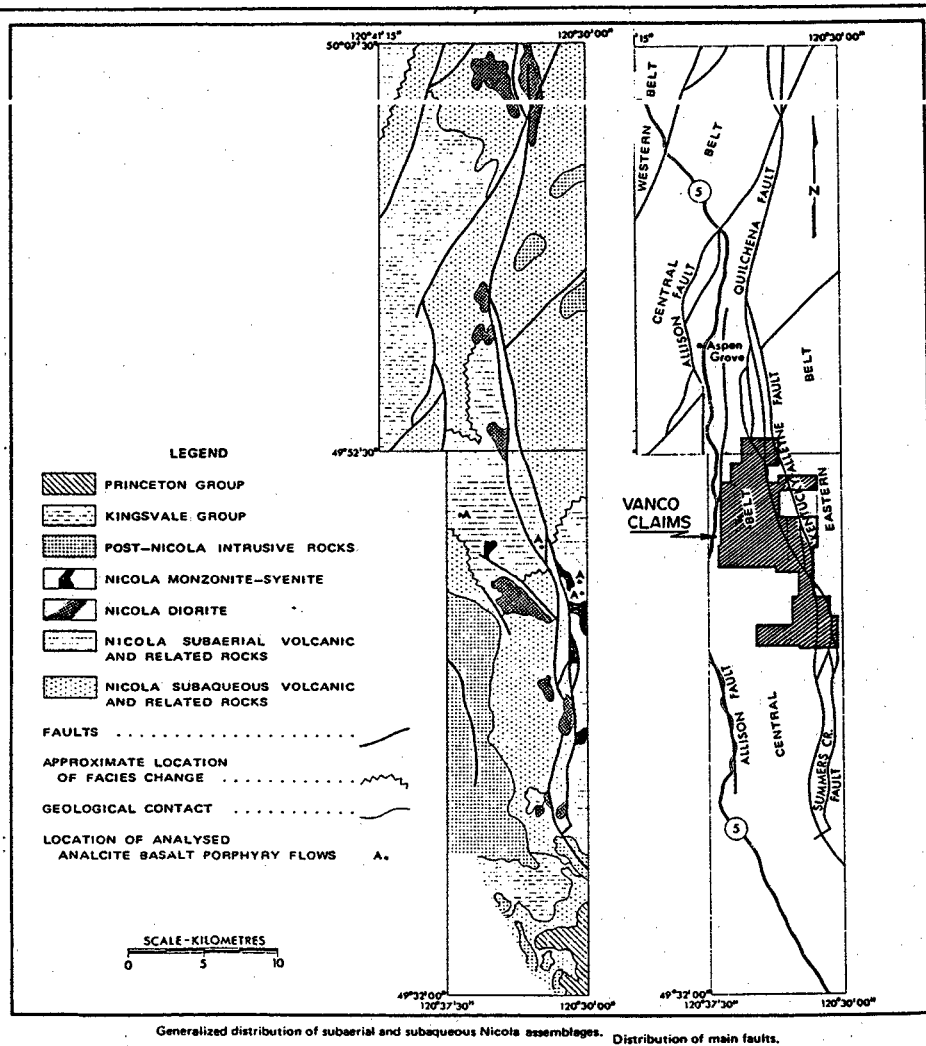 120°41'15"
120°30'00"
50°07'30"
15"
120°30'00"
WESTERN
BELT
BELT
5
N
CENTRAL
ALLISON FAULT
QUILCHENA FAULT
Aspen
Grove
BELT
49°52'30"
KENTUCKY-ALLEYNE FAULT
EASTERN
BELT
VANCO
CLAIMS
LEGEND
PRINCETON GROUP
KINGSVALE GROUP
POST-NICOLA INTRUSIVE ROCKS
NICOLA MONZONITE-SYENITE
NICOLA DIORITE
NICOLA SUBAERIAL VOLCANIC
AND RELATED ROCKS
NICOLA SUBAQUEOUS VOLCANIC
AND RELATED ROCKS
FAULTS
APPROXIMATE LOCATION
OF FACIES CHANGE
GEOLOGICAL CONTACT
LOCATION OF ANALYSED
ANALCITE BASALT PORPHYRY FLOWS A.
A
A
A
A
ALLISON FAULT
CENTRAL
SUMMERS CR.
FAULT
5
SCALE-KILOMETRES
0 5 10
49°32'00"
120°37'30"
120°30'00"
49°32'00"
120°37'30"
120°30'00"
Generalized distribution of subaerial and subaqueous Nicola assemblages.
Distribution of main faults.